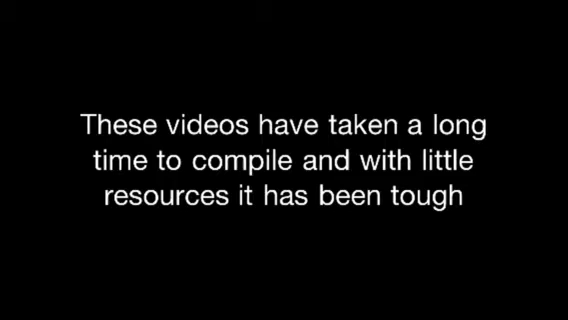 These videos have taken a long
time to compile and with little
resources it has been tough